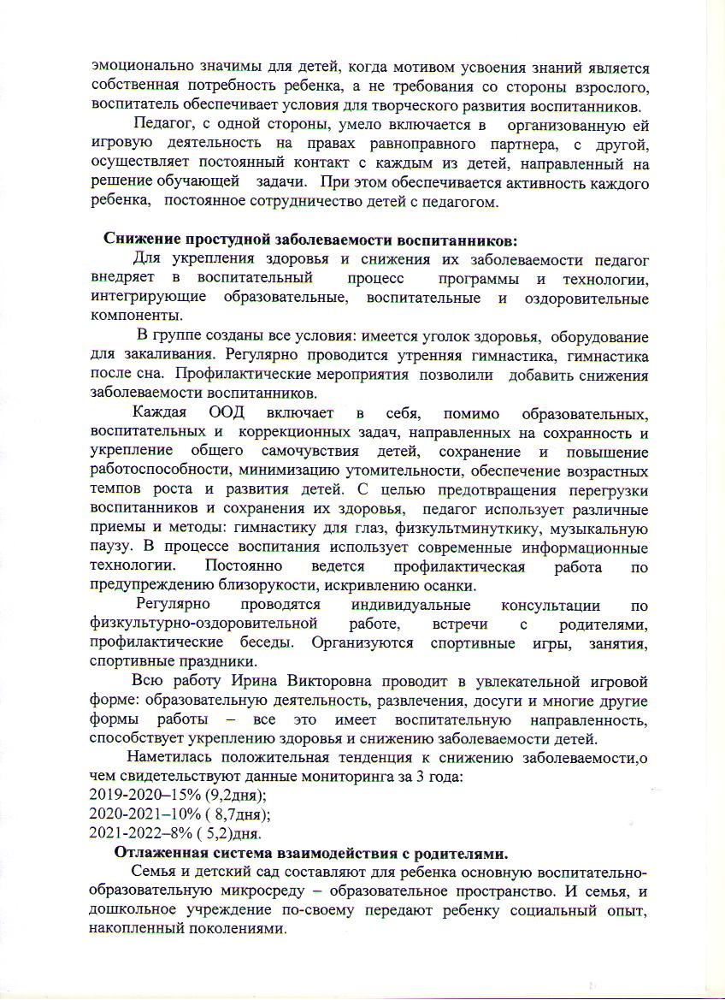 эмоционально значимы для детей, когда мотивом усвоения знаний является
собственная потребность ребенка, а не требования со стороны взрослого,
воспитатель обеспечивает условия для творческого развития воспитанников.
Педагог, с одной стороны, умело включается в организованную ей
игровую деятельность на правах равноправного партнера, с другой,
осуществляет постоянный контакт с каждым из детей, направленный на
решение обучающей задачи. При этом обеспечивается активность каждого
ребенка, постоянное сотрудничество детей с педагогом.
Снижение простудной заболеваемости воспитанников:
Для укрепления здоровья и снижения их заболеваемости педагог
внедряет в воспитательный процесс программы и технологии,
интегрирующие образовательные, воспитательные и оздоровительные
компоненты.
В группе созданы все условия: имеется уголок здоровья, оборудование
для закаливания. Регулярно проводится утренняя гимнастика, гимнастика
после сна. Профилактические мероприятия позволили добавить снижения
заболеваемости воспитанников.
Каждая ООД включает в себя, помимо образовательных,
воспитательных и коррекционных задач, направленных на сохранность и
укрепление общего самочувствия детей, сохранение и повышение
работоспособности, минимизацию утомительности, обеспечение возрастных
темпов роста и развития детей. С целью предотвращения перегрузки
воспитанников и сохранения их здоровья, педагог использует различные
приемы и методы: гимнастику для глаз, физкультминуткику, музыкальную
паузу. В процессе воспитания использует современные информационные
технологии. Постоянно ведется профилактическая работа по
предупреждению близорукости, искривлению осанки.
Регулярно проводятся индивидуальные консультации по
физкультурно-оздоровительной работе, встречи с родителями,
профилактические беседы. Организуются спортивные игры, занятия,
спортивные праздники.
Всю работу Ирина Викторовна проводит в увлекательной игровой
форме: образовательную деятельность, развлечения, досуги и многие другие
формы работы – все это имеет воспитательную направленность,
способствует укреплению здоровья и снижению заболеваемости детей.
Наметилась положительная тенденция к снижению заболеваемости,о
чем свидетельствуют данные мониторинга за 3 года:
2019-2020–15% (9,2дня);
2020-2021–10% ( 8,7дня);
2021-2022–8% ( 5,2)дня.
Отлаженная система взаимодействия с родителями.
Семья и детский сад составляют для ребенка основную воспитательно-
образовательную микросреду – образовательное пространство. И семья, и
дошкольное учреждение по-своему передают ребенку социальный опыт,
накопленный поколениями.